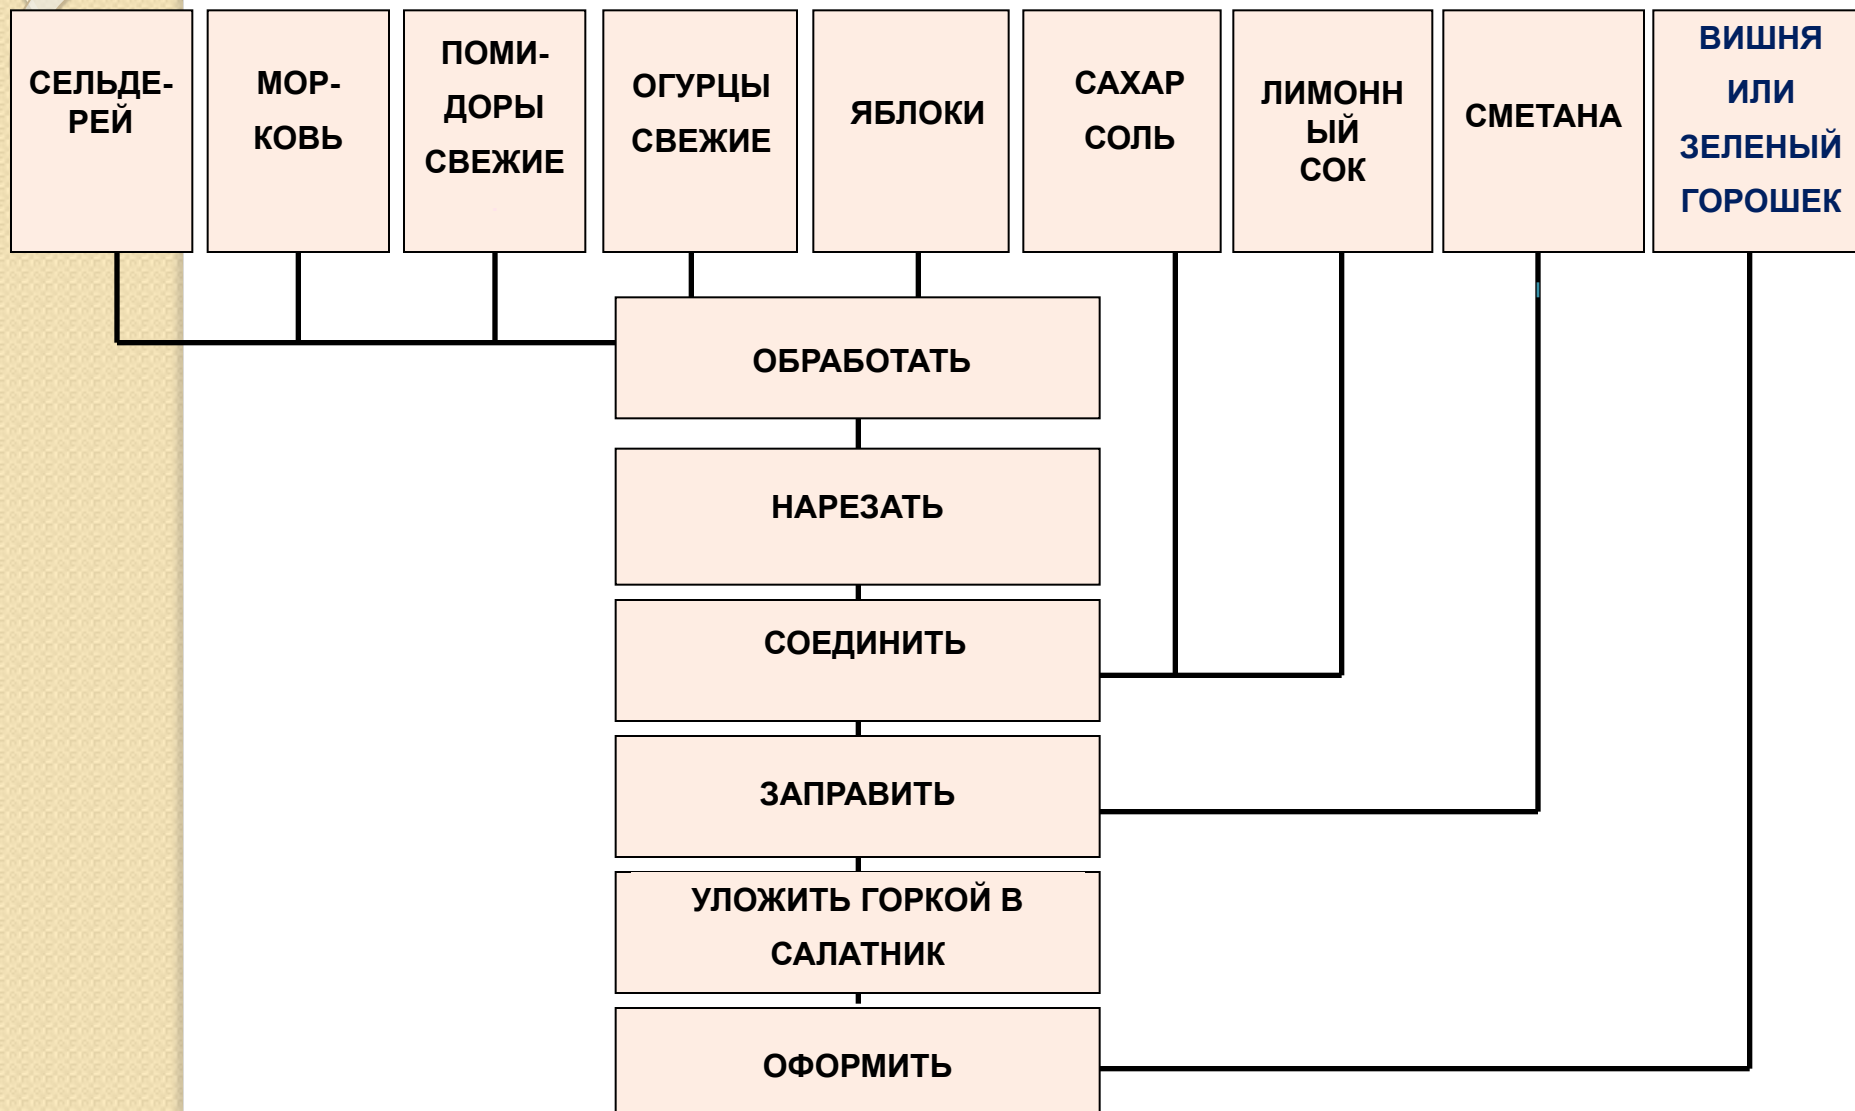 СЕЛЬДЕ-
РЕЙ
МОР-
КОВЬ
ПОМИ-
ДОРЫ
СВЕЖИЕ
ОГУРЦЫ
СВЕЖИЕ
ЯБЛОКИ
САХАР
СОЛЬ
ЛИМОНН
ЫЙ
СОК
СМЕТАНА
ВИШНЯ
ИЛИ
ЗЕЛЕНЫЙ
ГОРОШЕК
ОБРАБОТАТЬ
НАРЕЗАТЬ
СОЕДИНИТЬ
ЗАПРАВИТЬ
УЛОЖИТЬ ГОРКОЙ В
САЛАТНИК
ОФОРМИТЬ